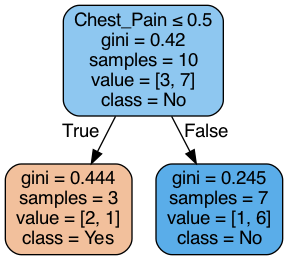 Chest_Pain ≤ 0.5
gini = 0.42
samples = 10
value = [3, 7]
class = No
True
False
gini = 0.444
samples = 3
value = [2, 1]
class = Yes
gini = 0.245
samples = 7
value = [1, 6]
class = No